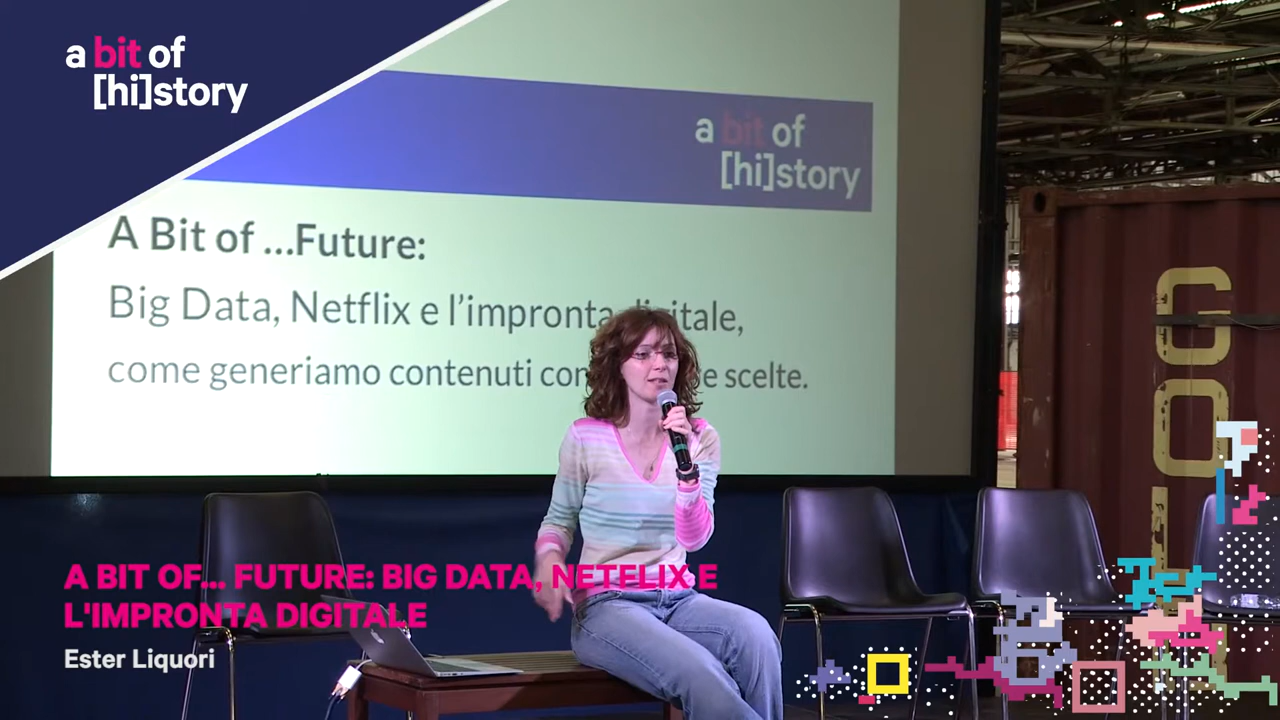 a bit of
[hi]story
a bit of
[hi]story
A Bit of ...Future:
Big Data, Netflix e l'impronta digitale,
come generiamo contenuti con e scelte.
A BIT OF... FUTURE: BIG DATA, NETFLIX E
L'IMPRONTA DIGITALE
Ester Liquori